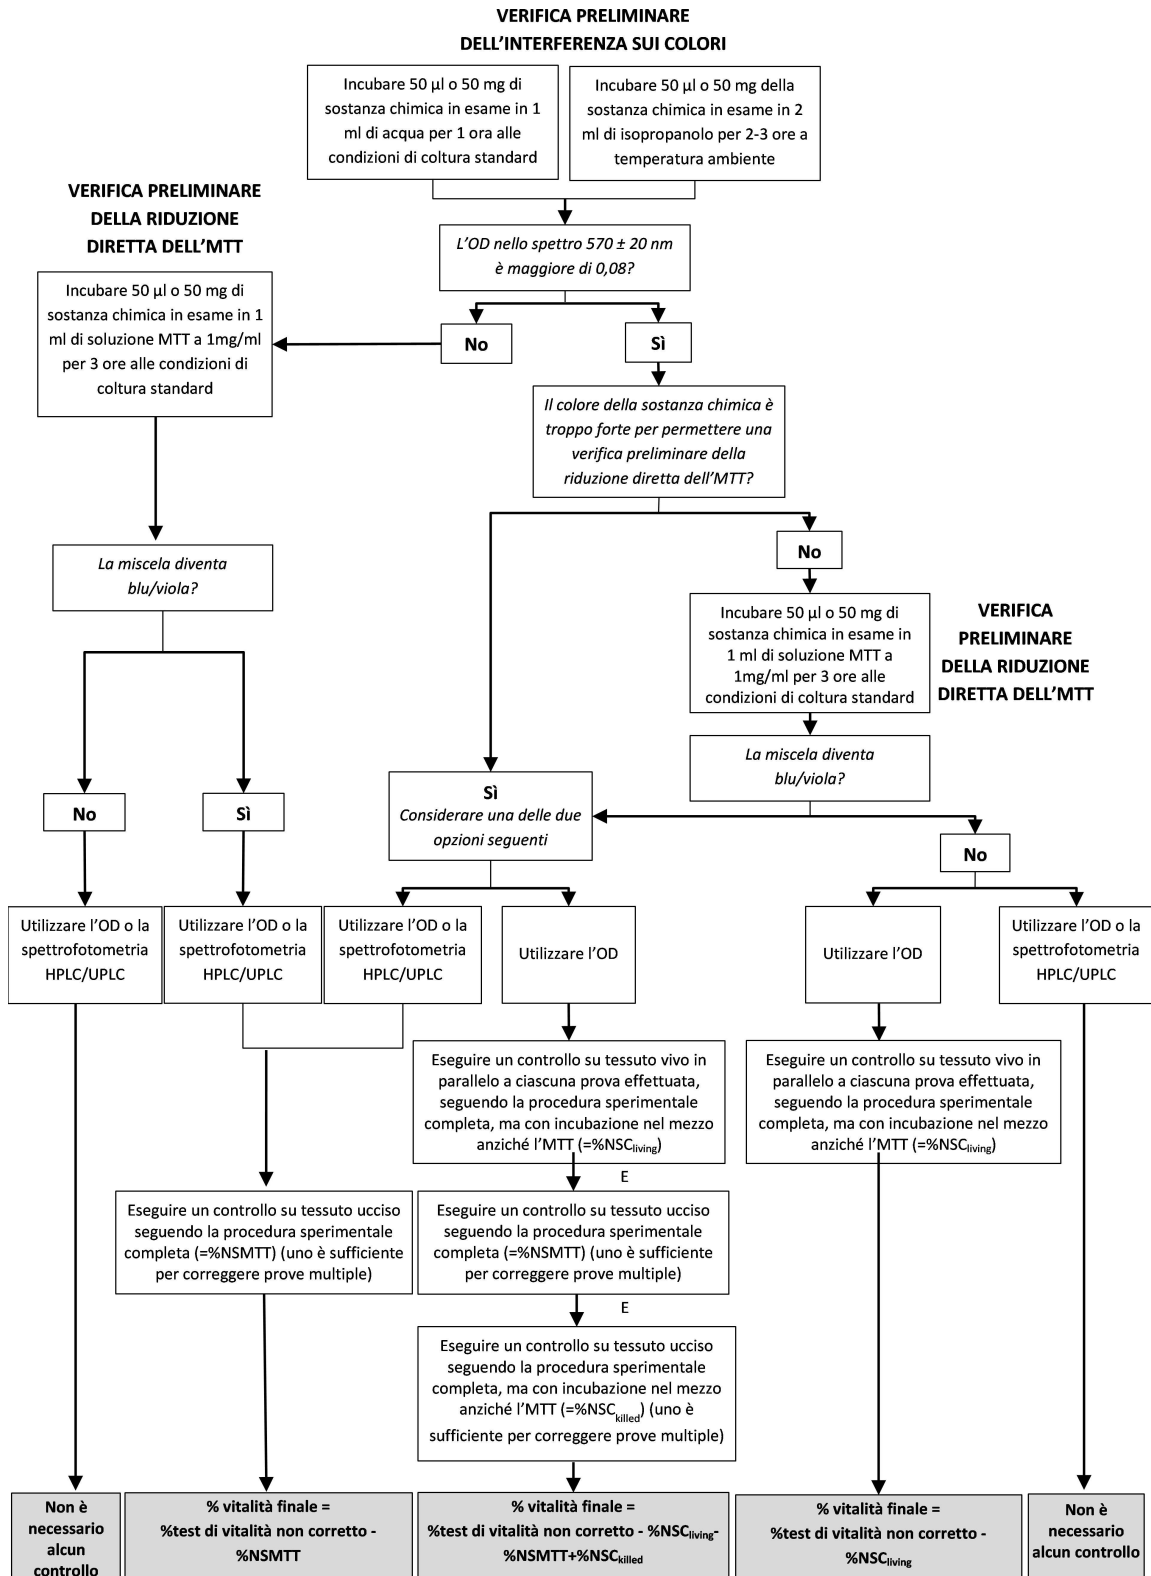 VERIFICA PRELIMINARE
DELL’INTERFERENZA SUI COLORI
Incubare 50 µl o 50 mg di
sostanza chimica in esame in 1
ml di acqua per 1 ora alle
condizioni di coltura standard
Incubare 50 µl o 50 mg della
sostanza chimica in esame in 2
ml di isopropanolo per 2-3 ore a
temperatura ambiente
VERIFICA PRELIMINARE
DELLA RIDUZIONE
DIRETTA DELL’MTT
L’OD nello spettro 570 ± 20 nm
è maggiore di 0,08?
Incubare 50 µl o 50 mg di
sostanza chimica in esame in 1
ml di soluzione MTT a 1mg/ml
per 3 ore alle condizioni di
coltura standard
No
Sì
Il colore della sostanza chimica è
troppo forte per permettere una
verifica preliminare della
riduzione diretta dell’MTT?
No
La miscela diventa
blu/viola?
Incubare 50 µl o 50 mg di
sostanza chimica in esame in
1 ml di soluzione MTT a
1mg/ml per 3 ore alle
condizioni di coltura standard
VERIFICA
PRELIMINARE
DELLA RIDUZIONE
DIRETTA DELL’MTT
La miscela diventa
blu/viola?
No
Sì
Sì
Considerare una delle due
opzioni seguenti
No
Utilizzare l’OD o la
spettrofotometria
HPLC/UPLC
Utilizzare l’OD o la
spettrofotometria
HPLC/UPLC
Utilizzare l’OD o la
spettrofotometria
HPLC/UPLC
Utilizzare l’OD
Utilizzare l’OD
Utilizzare l’OD o la
spettrofotometria
HPLC/UPLC
Eseguire un controllo su tessuto vivo in
parallelo a ciascuna prova effettuata,
seguendo la procedura sperimentale
completa, ma con incubazione nel mezzo
anziché l’MTT (=%NSCliving)
Eseguire un controllo su tessuto vivo in
parallelo a ciascuna prova effettuata,
seguendo la procedura sperimentale
completa, ma con incubazione nel mezzo
anziché l’MTT (=%NSCliving)
E
Eseguire un controllo su tessuto ucciso
seguendo la procedura sperimentale
completa (=%NSMTT) (uno è sufficiente
per correggere prove multiple)
Eseguire un controllo su tessuto ucciso
seguendo la procedura sperimentale
completa (=%NSMTT) (uno è sufficiente
per correggere prove multiple)
E
Eseguire un controllo su tessuto ucciso
seguendo la procedura sperimentale
completa, ma con incubazione nel mezzo
anziché l’MTT (=%NSCkilled) (uno è
sufficiente per correggere prove multiple)
Non è
necessario
alcun
controllo
% vitalità finale =
%test di vitalità non corretto -
%NSMTT
% vitalità finale =
%test di vitalità non corretto - %NSCliving-
%NSMTT+%NSCkilled
% vitalità finale =
%test di vitalità non corretto -
%NSCliving
Non è
necessario
alcun controllo